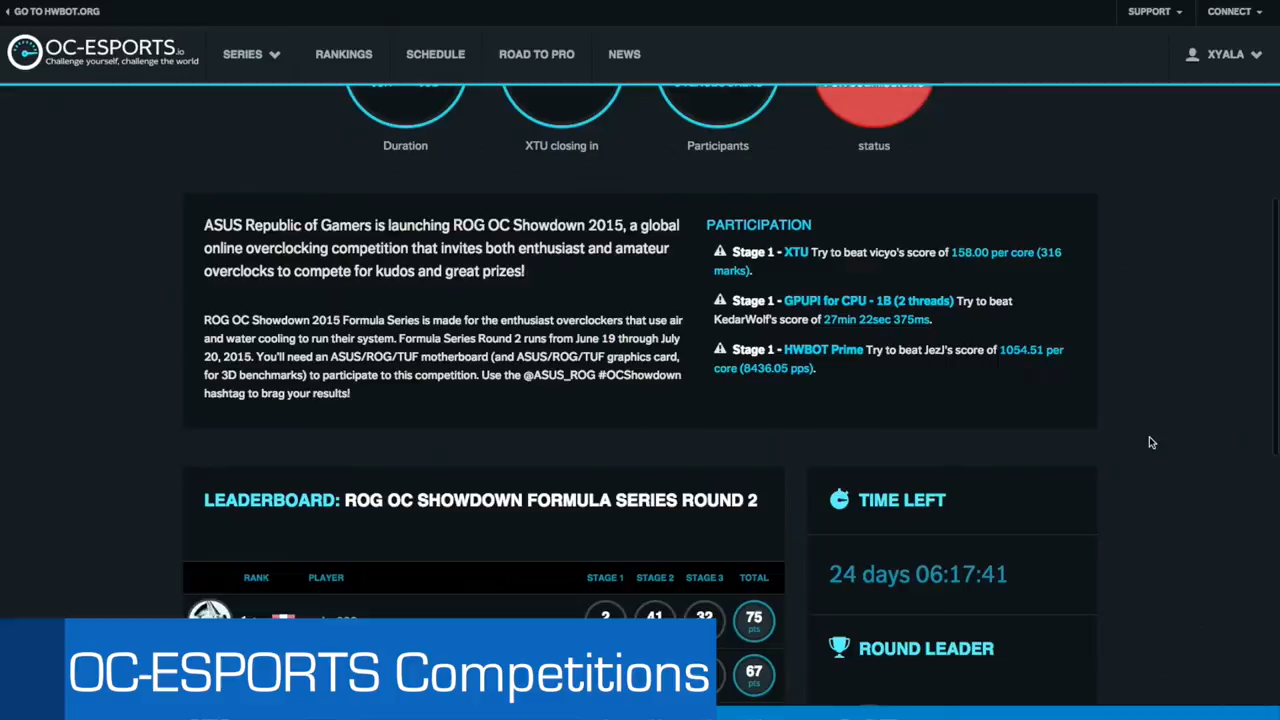 GO TO HWBOT.ORG
SUPPORT
CONNECT
OC-ESPORTS.io
Challenge yourself, challenge the world
SERIES
RANKINGS
SCHEDULE
ROAD TO PRO
NEWS
XYALA
Duration
XTU closing in
Participants
status
ASUS Republic of Gamers is launching ROG OC Showdown 2015, a global
online overclocking competition that invites both enthusiast and amateur
overclocks to compete for kudos and great prizes!
ROG OC Showdown 2015 Formula Series is made for the enthusiast overclockers that use air
and water cooling to run their system. Formula Series Round 2 runs from June 19 through July
20, 2015. You'll need an ASUS/ROG/TUF motherboard (and ASUS/ROG/TUF graphics card,
for 3D benchmarks) to participate to this competition. Use the @ASUS_ROG #OCShowdown
hashtag to brag your results!
PARTICIPATION
Stage 1 - XTU Try to beat vicyo's score of 158.00 per core (316
marks).
Stage 1 - GPUPI for CPU - 1B (2 threads) Try to beat
KedarWolf's score of 27min 22sec 375ms.
Stage 1 - HWBOT Prime Try to beat JezJ's score of 1054.51 per
core (8436.05 pps).
LEADERBOARD: ROG OC SHOWDOWN FORMULA SERIES ROUND 2
RANK PLAYER STAGE 1 STAGE 2 STAGE 3 TOTAL
2 41 32 75 pts
67 pts
TIME LEFT
24 days 06:17:41
ROUND LEADER
OC-ESPORTS Competitions